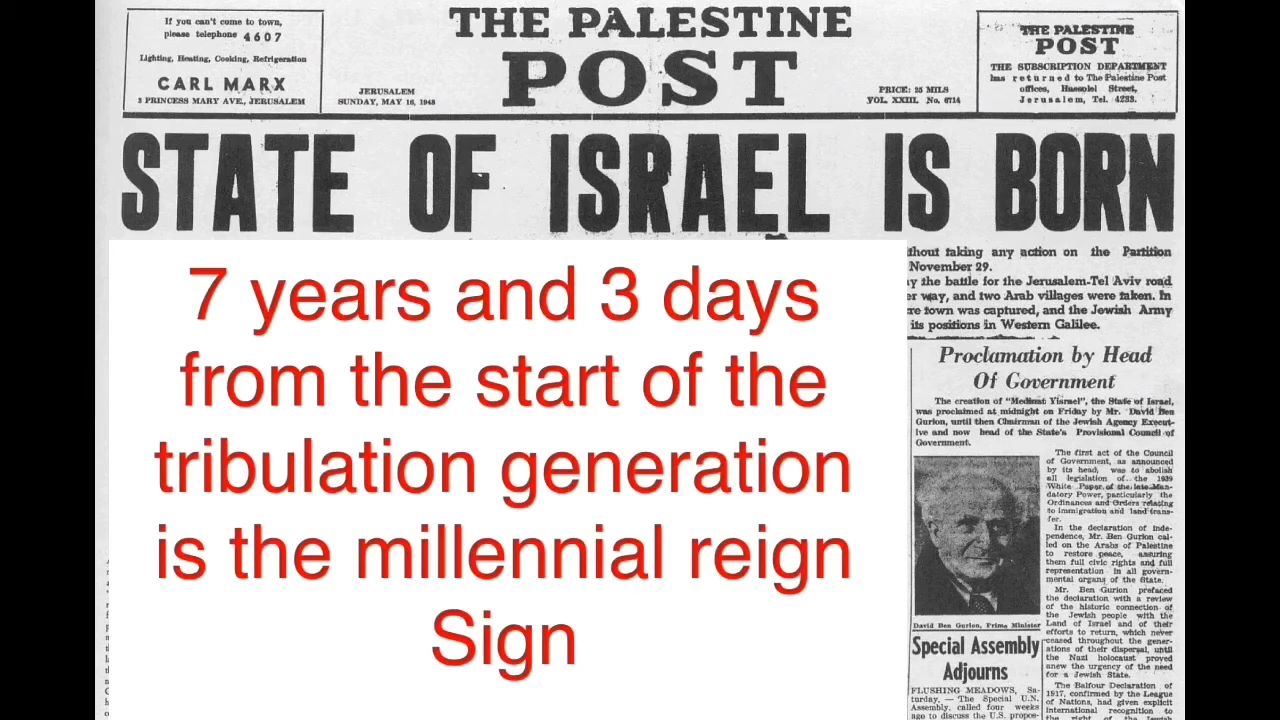 If you can't come to town,
please telephone 4607
Lighting, Heating, Cooking, Refrigeration
CARL MARX
2 PRINCESS MARY AVE., JERUSALEM
THE PALESTINE
POST
JERUSALEM
SUNDAY, MAY 16, 1948
PRICE: 25 MILS
VOL. XXIII. No. 6714
THE PALESTINE
POST
THE SUBSCRIPTION DEPARTMENT
has returned to The Palestine Post
offices, Hassolel Street,
Jerusalem, Tel. 4233.
STATE OF ISRAEL IS BORN
7 years and 3 days
from the start of the
tribulation generation
is the millennial reign
Sign
thout taking any action on the Partition
November 29.
y the battle for the Jerusalem-Tel Aviv road
er way, and two Arab villages were taken. In
re town was captured, and the Jewish Army
its positions in Western Galilee.
Proclamation by Head
Of Government
The creation of "Medinat Yisrael", the State of Israel,
was proclaimed at midnight on Friday by Mr. David Ben
Gurion, until then Chairman of the Jewish Agency Execut-
ive and now head of the State's Provisional Council of
Government.
The first act of the Council
of Government, as announced
by its head, was to abolish
all legislation of the 1939
White Paper of the late Man-
datory Power, particularly the
Ordinances and Orders relating
to immigration and land trans-
fer.
In the declaration of inde-
pendence, Mr. Ben Gurion cal-
led on the Arabs of Palestine
to restore peace, assuring
them full civic rights and full
representation in all govern-
mental organs of the State.
Mr. Ben Gurion prefaced
the declaration with a review
of the historic connection of
the Jewish people with the
Land of Israel and of their
efforts to return, which never
ceased throughout the gener-
ations of their dispersal, until
the Nazi holocaust proved
anew the urgency of the need
for a Jewish State.
The Balfour Declaration of
1917, confirmed by the League
of Nations, had given explicit
international recognition to
the right of the Jewish
David Ben Gurion, Prime Minister
Special Assembly
Adjourns
FLUSHING MEADOWS, Sa-
turday, — The Special U.N.
Assembly, called four weeks
ago to discuss the U.S. propos-